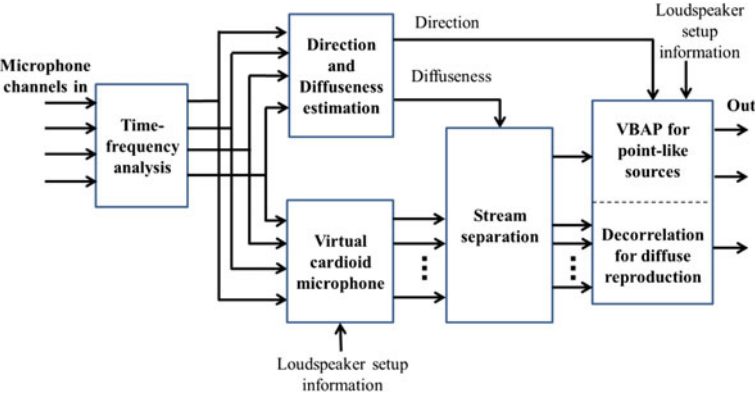 Microphone
channels in
Time-
frequency
analysis
Direction
and
Diffuseness
estimation
Direction
Diffuseness
Virtual
cardioid
microphone
Loudspeaker setup
information
Stream
separation
Loudspeaker
setup
information
VBAP for
point-like
sources
Decorrelation
for diffuse
reproduction
Out